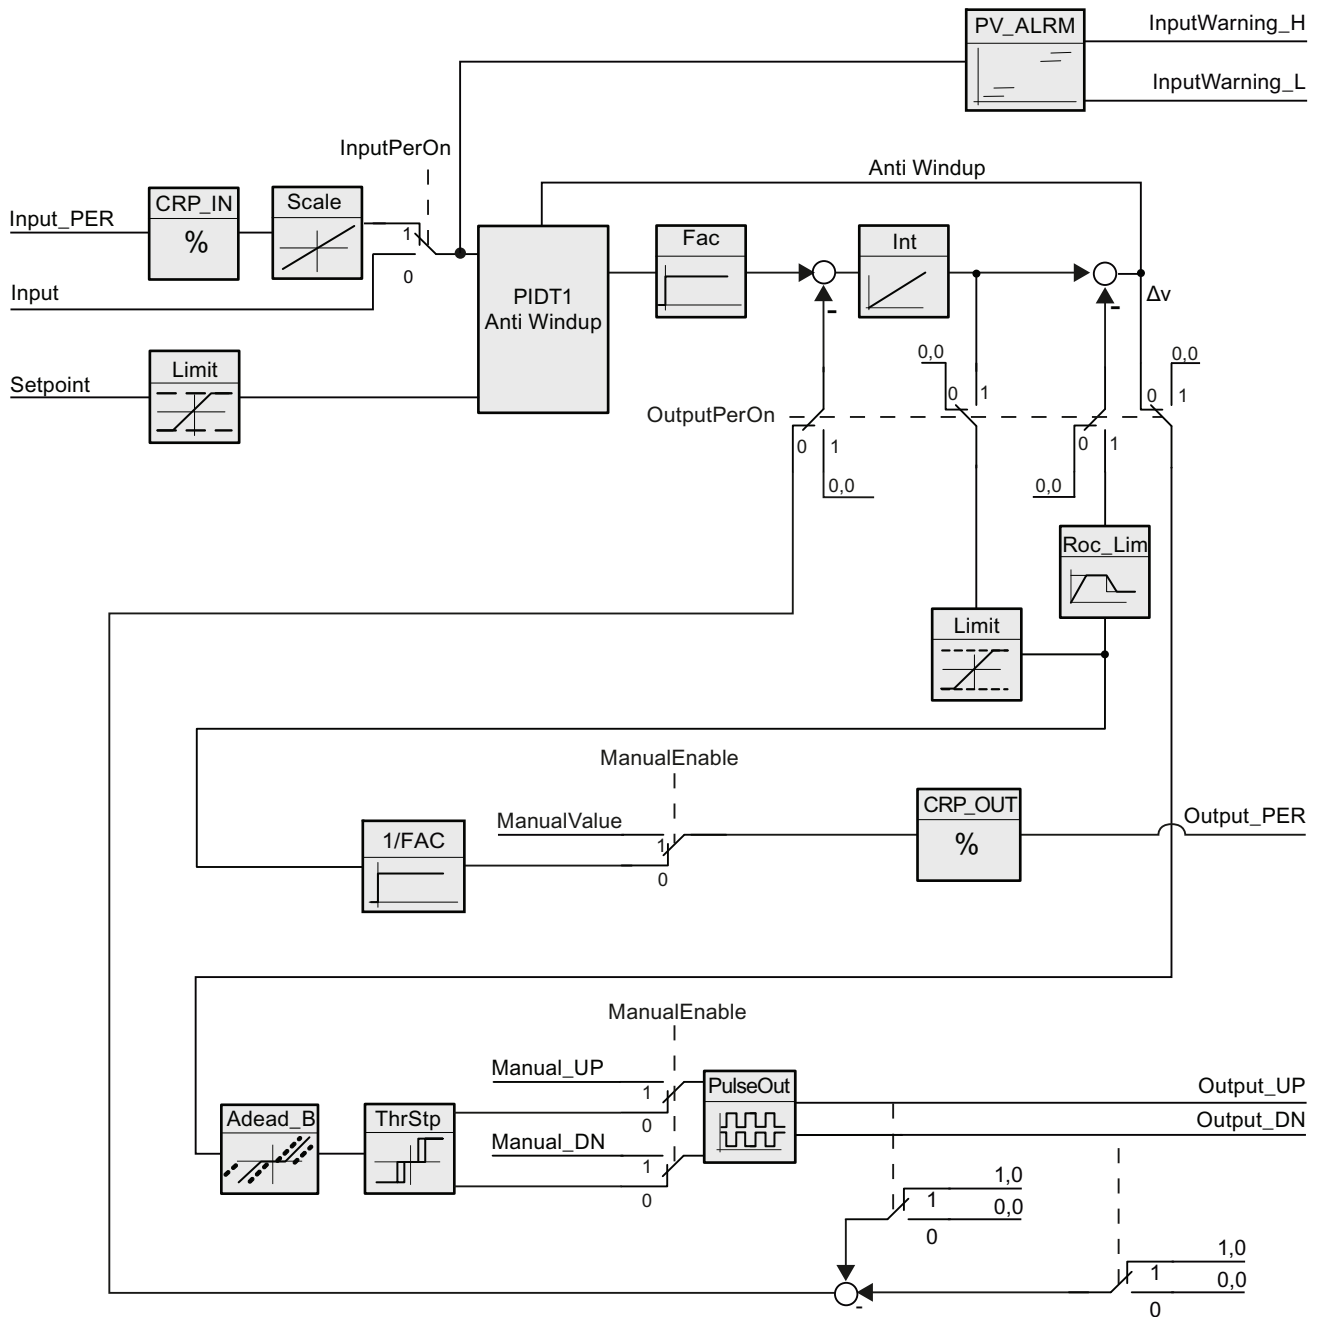 PV_ALRM
InputWarning_H
InputWarning_L
InputPerOn
Anti Windup
Input_PER
CRP_IN
%
Scale
1
0
Input
PIDT1
Anti Windup
Fac
-
Int
-
Δv
Setpoint
Limit
0,0
0,0
0
1
0
1
OutputPerOn
0
1
0
1
0,0
0,0
Roc_Lim
Limit
ManualEnable
ManualValue
1
0
1/FAC
CRP_OUT
%
Output_PER
ManualEnable
Manual_UP
1
0
Manual_DN
1
0
PulseOut
Output_UP
Output_DN
Adead_B
ThrStp
1,0
1
0,0
0
1,0
1
0,0
0
-